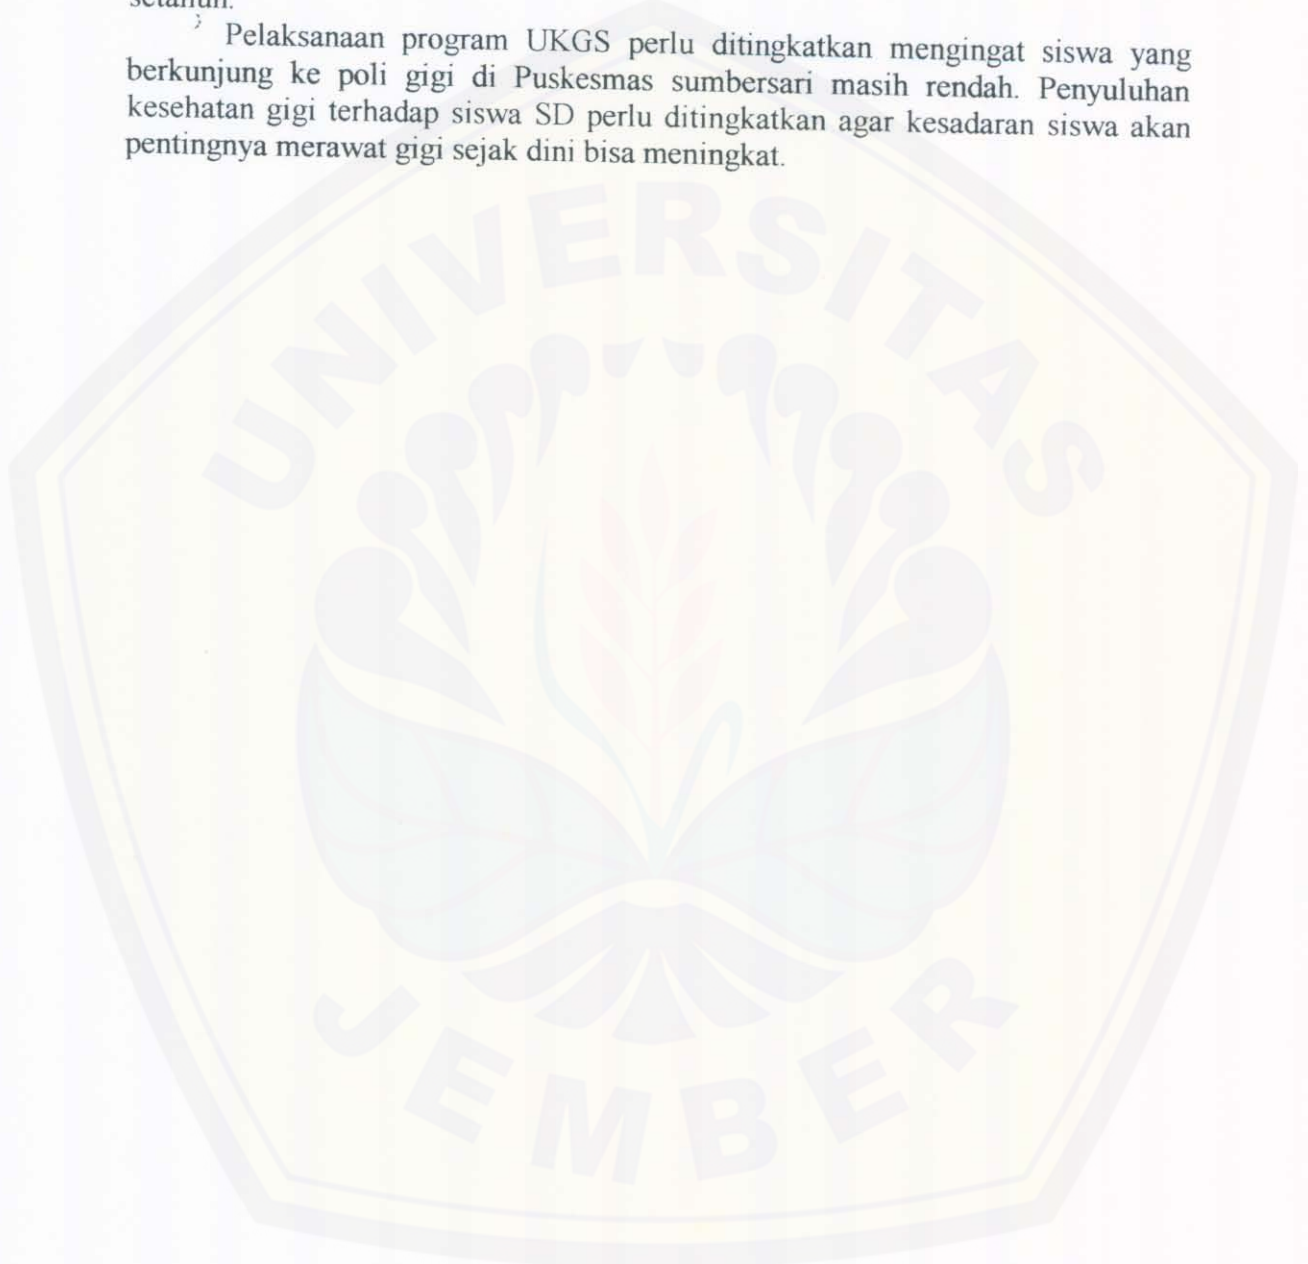 setahun.
Pelaksanaan program UKGS perlu ditingkatkan mengingat siswa yang
berkunjung ke poli gigi di Puskesmas sumbersari masih rendah. Penyuluhan
kesehatan gigi terhadap siswa SD perlu ditingkatkan agar kesadaran siswa akan
pentingnya merawat gigi sejak dini bisa meningkat.
UNIVERSITAS
JEMBER